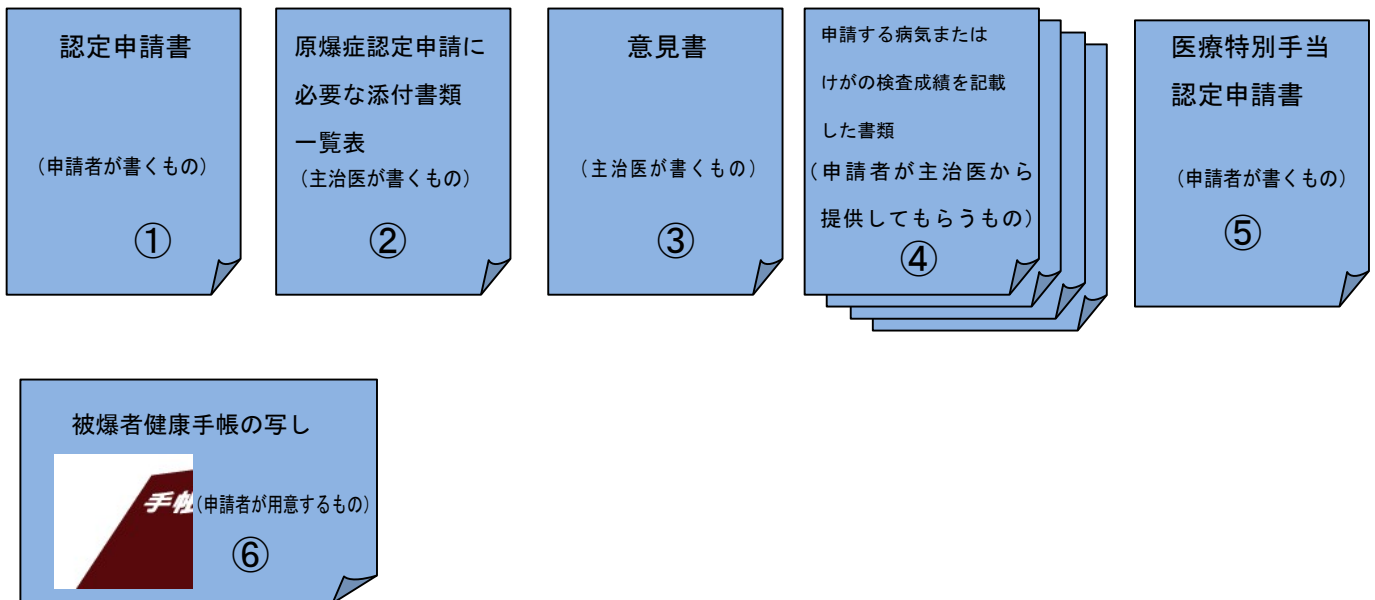 認定申請書
(申請者が書くもの)
①
原爆症認定申請に
必要な添付書類
一覧表
(主治医が書くもの)
②
意見書
(主治医が書くもの)
③
申請する病気または
けがの検査成績を記載
した書類
(申請者が主治医から
提供してもらうもの)
④
医療特別手当
認定申請書
(申請者が書くもの)
⑤
被爆者健康手帳の写し
手帳
(申請者が用意するもの)
⑥